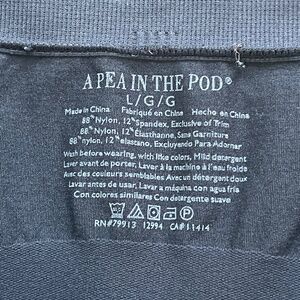 A PEA IN THE POD®
L/G/G
Made in China Fabriqué en China Hecho en China
88% Nylon, 12% Spandex, Exclusive of Trim
88% Nylon, 12% Élasthanne, Sans Garniture
88% nylon, 12% elastano, Excluyendo Para Adornar
Wash before wearing, with like colors, Mild detergent
Laver avant de porter, Laver à la machine à l'eau froide
Avec des couleurs semblables Avec un détergent doux
Lavar antes de usar, Lavar a máquina con agua fria
Con colores similares Con un detergente suave
RN#79913 12994 CA# 11414